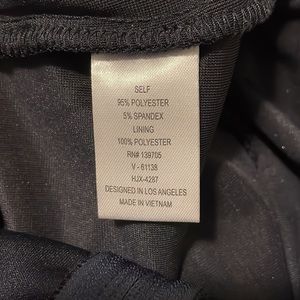 SELF
95% POLYESTER
5% SPANDEX
LINING
100% POLYESTER
RN# 139705
V - 61138
HJX-4287
DESIGNED IN LOS ANGELES
MADE IN VIETNAM